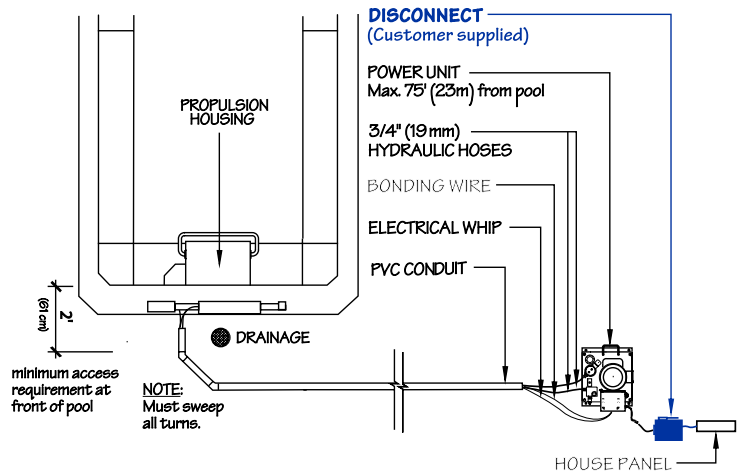 DISCONNECT
(Customer supplied)
POWER UNIT
Max. 75' (23m) from pool
PROPULSION
HOUSING
3/4" (19 mm)
HYDRAULIC HOSES
BONDING WIRE
ELECTRICAL WHIP
PVC CONDUIT
2'
(61 cm)
DRAINAGE
minimum access
requirement at
front of pool
NOTE:
Must sweep
all turns.
HOUSE PANEL